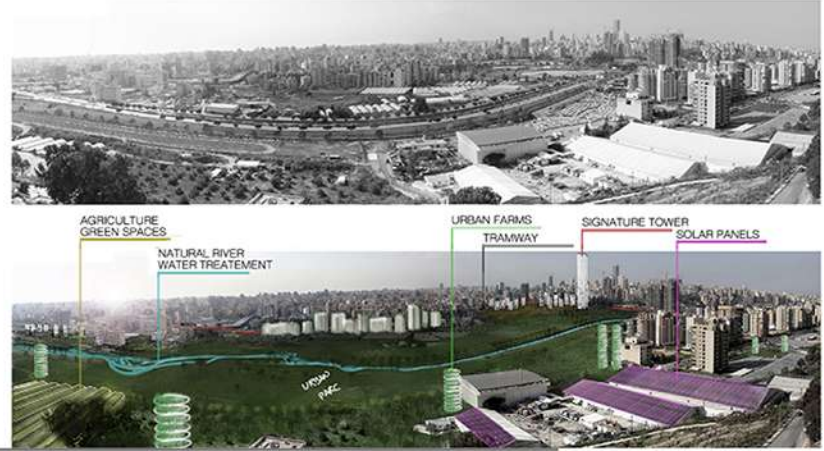 AGRICULTURE
GREEN SPACES
NATURAL RIVER
WATER TREATEMENT
URBAN FARMS
TRAMWAY
SIGNATURE TOWER
SOLAR PANELS
URBAN
PARC